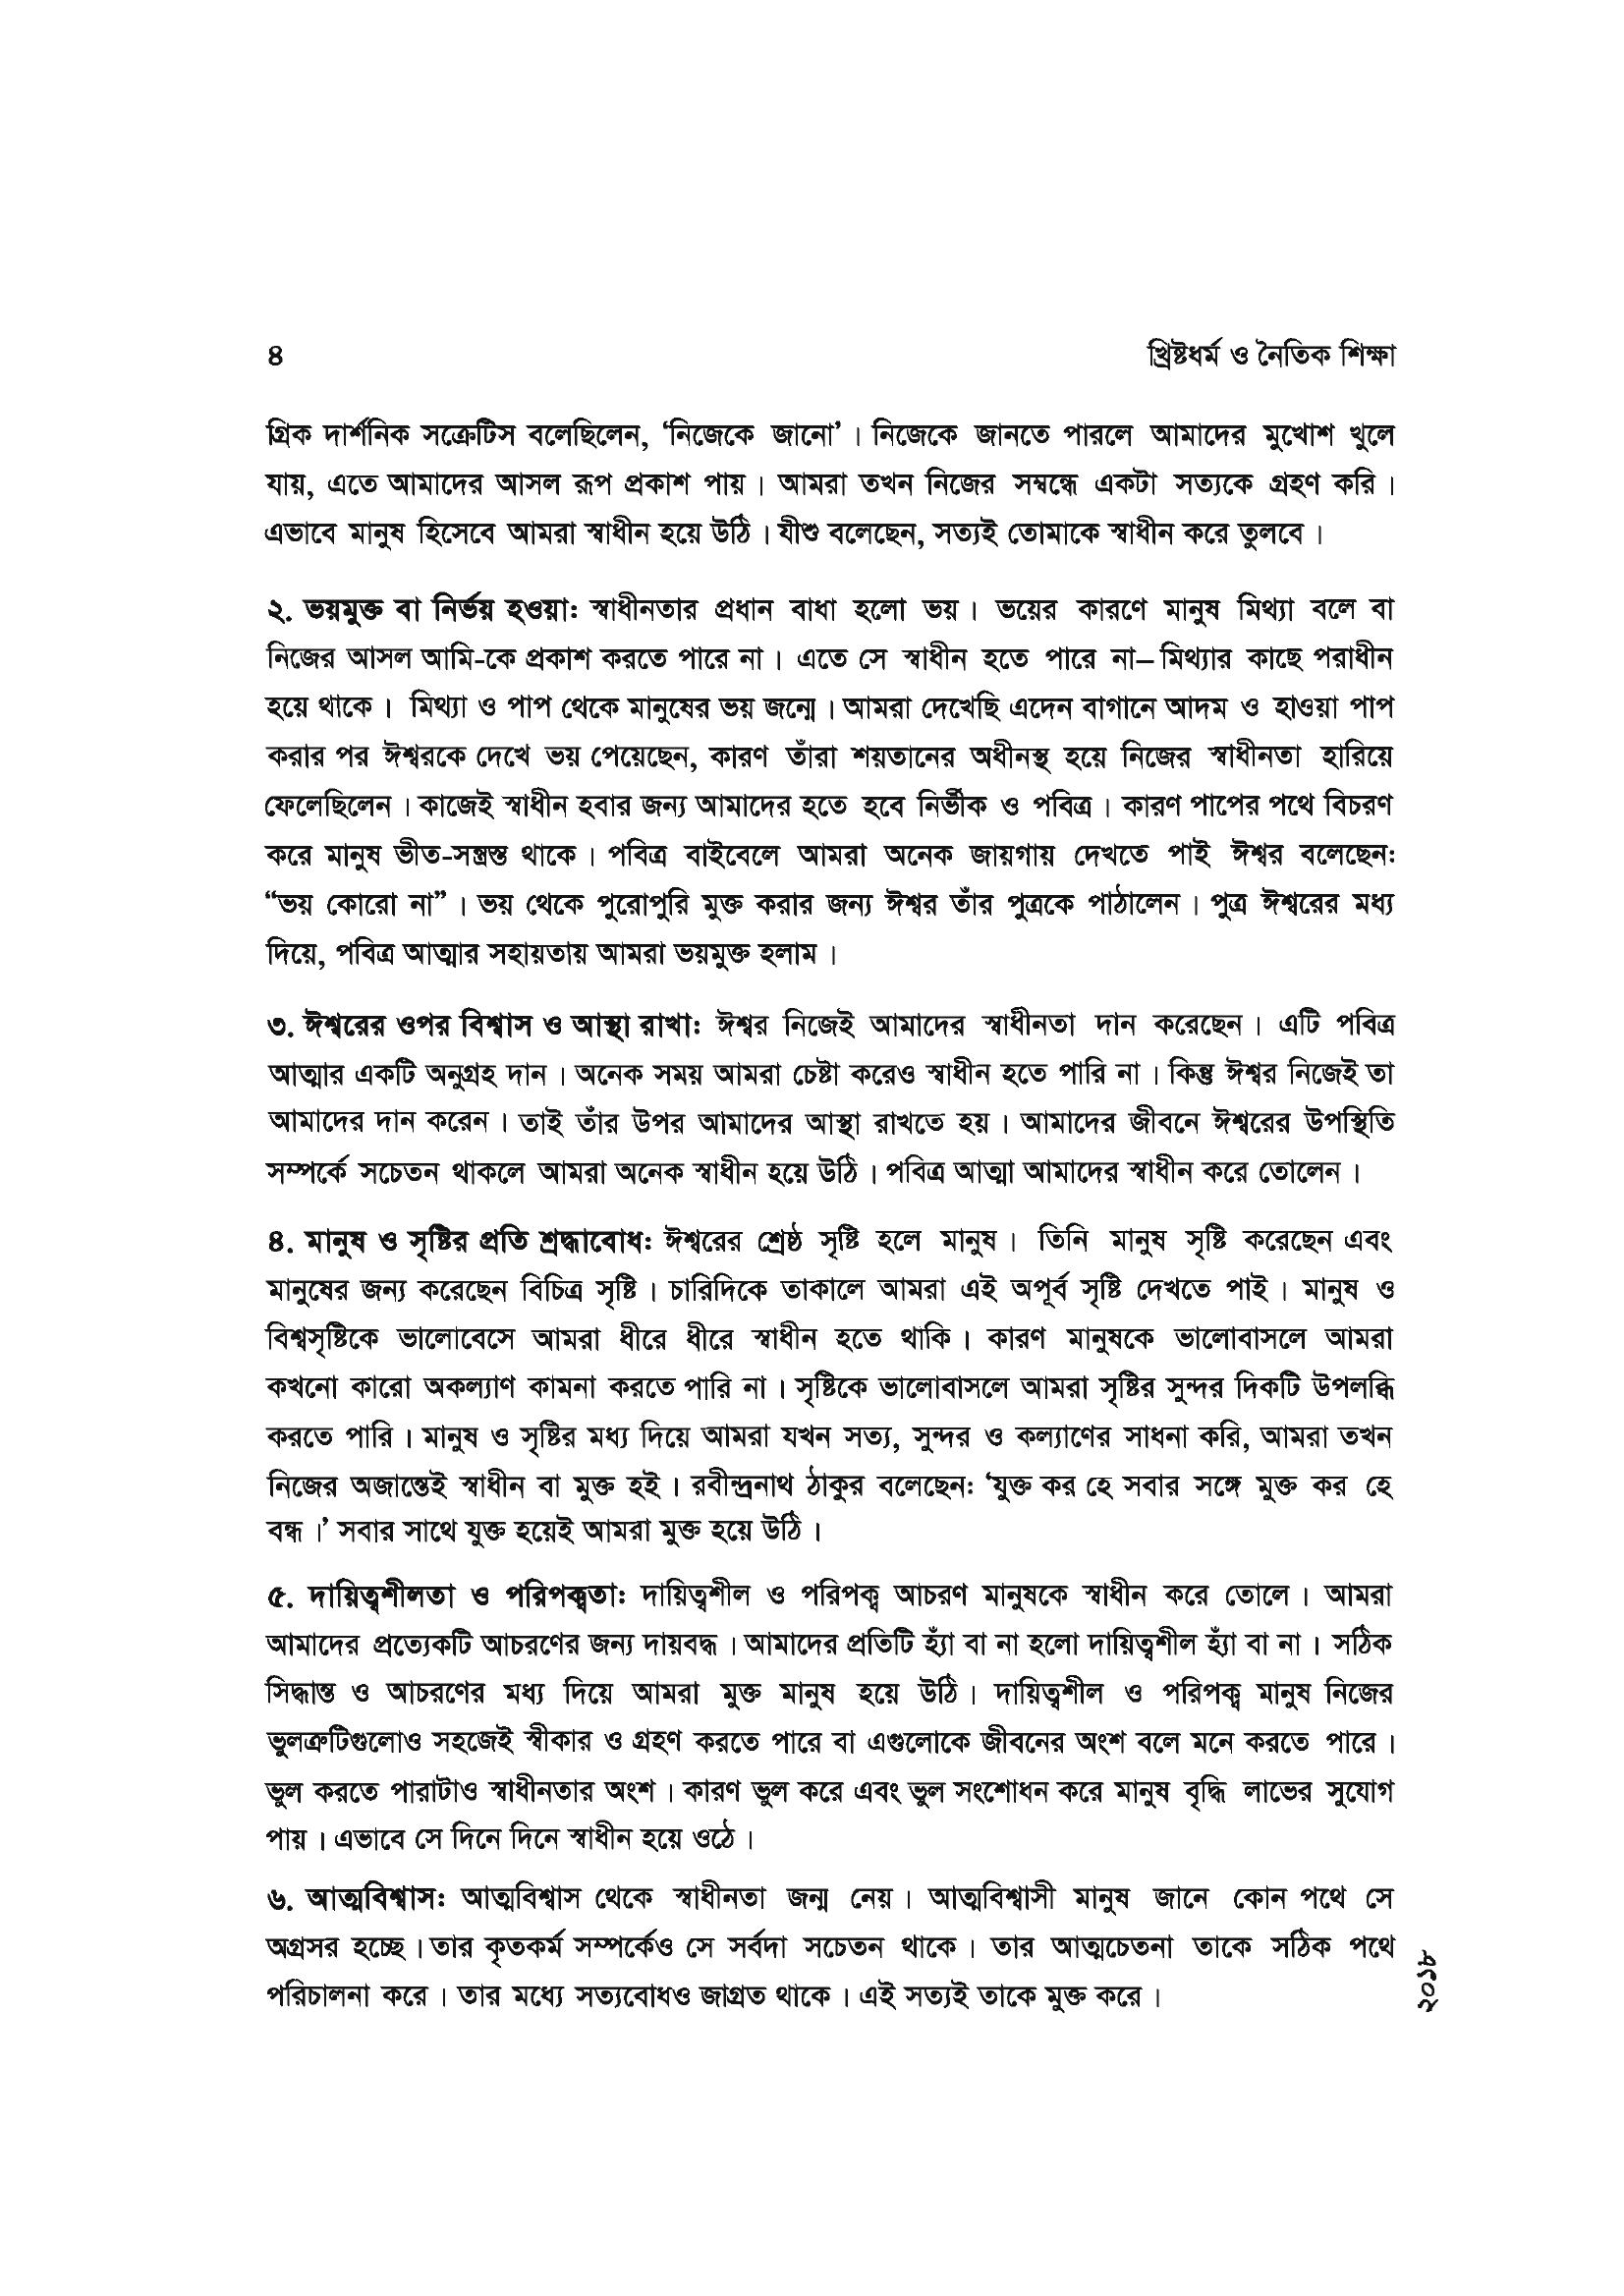 ৪ খ্রিষ্টধর্ম ও নৈতিক শিক্ষা
গ্রিক দার্শনিক সক্রেটিস বলেছিলেন, ‘নিজেকে জানো’। নিজেকে জানতে পারলে আমাদের মুখোশ খুলে
যায়, এতে আমাদের আসল রূপ প্রকাশ পায়। আমরা তখন নিজের সম্বন্ধে একটা সত্যকে গ্রহণ করি।
এভাবে মানুষ হিসেবে আমরা স্বাধীন হয়ে উঠি। যীশু বলেছেন, সত্যই তোমাকে স্বাধীন করে তুলবে।
২. ভয়মুক্ত বা নির্ভয় হওয়া: স্বাধীনতার প্রধান বাধা হলো ভয়। ভয়ের কারণে মানুষ মিথ্যা বলে বা
নিজের আসল আমি-কে প্রকাশ করতে পারে না। এতে সে স্বাধীন হতে পারে না– মিথ্যার কাছে পরাধীন
হয়ে থাকে। মিথ্যা ও পাপ থেকে মানুষের ভয় জন্মে। আমরা দেখেছি এদেন বাগানে আদম ও হাওয়া পাপ
করার পর ঈশ্বরকে দেখে ভয় পেয়েছেন, কারণ তাঁরা শয়তানের অধীনস্থ হয়ে নিজের স্বাধীনতা হারিয়ে
ফেলেছিলেন। কাজেই স্বাধীন হবার জন্য আমাদের হতে হবে নির্ভীক ও পবিত্র। কারণ পাপের পথে বিচরণ
করে মানুষ ভীত-সন্ত্রস্ত থাকে। পবিত্র বাইবেলে আমরা অনেক জায়গায় দেখতে পাই ঈশ্বর বলেছেন:
“ভয় কোরো না”। ভয় থেকে পুরোপুরি মুক্ত করার জন্য ঈশ্বর তাঁর পুত্রকে পাঠালেন। পুত্র ঈশ্বরের মধ্য
দিয়ে, পবিত্র আত্মার সহায়তায় আমরা ভয়মুক্ত হলাম।
৩. ঈশ্বরের ওপর বিশ্বাস ও আস্থা রাখা: ঈশ্বর নিজেই আমাদের স্বাধীনতা দান করেছেন। এটি পবিত্র
আত্মার একটি অনুগ্রহ দান। অনেক সময় আমরা চেষ্টা করেও স্বাধীন হতে পারি না। কিন্তু ঈশ্বর নিজেই তা
আমাদের দান করেন। তাই তাঁর উপর আমাদের আস্থা রাখতে হয়। আমাদের জীবনে ঈশ্বরের উপস্থিতি
সম্পর্কে সচেতন থাকলে আমরা অনেক স্বাধীন হয়ে উঠি। পবিত্র আত্মা আমাদের স্বাধীন করে তোলেন।
৪. মানুষ ও সৃষ্টির প্রতি শ্রদ্ধাবোধ: ঈশ্বরের শ্রেষ্ঠ সৃষ্টি হলে মানুষ। তিনি মানুষ সৃষ্টি করেছেন এবং
মানুষের জন্য করেছেন বিচিত্র সৃষ্টি। চারিদিকে তাকালে আমরা এই অপূর্ব সৃষ্টি দেখতে পাই। মানুষ ও
বিশ্বসৃষ্টিকে ভালোবেসে আমরা ধীরে ধীরে স্বাধীন হতে থাকি। কারণ মানুষকে ভালোবাসলে আমরা
কখনো কারো অকল্যাণ কামনা করতে পারি না। সৃষ্টিকে ভালোবাসলে আমরা সৃষ্টির সুন্দর দিকটি উপলব্ধি
করতে পারি। মানুষ ও সৃষ্টির মধ্য দিয়ে আমরা যখন সত্য, সুন্দর ও কল্যাণের সাধনা করি, আমরা তখন
নিজের অজান্তেই স্বাধীন বা মুক্ত হই। রবীন্দ্রনাথ ঠাকুর বলেছেন: ‘যুক্ত কর হে সবার সঙ্গে মুক্ত কর হে
বন্ধ।’ সবার সাথে যুক্ত হয়েই আমরা মুক্ত হয়ে উঠি।
৫. দায়িত্বশীলতা ও পরিপক্বতা: দায়িত্বশীল ও পরিপক্ব আচরণ মানুষকে স্বাধীন করে তোলে। আমরা
আমাদের প্রত্যেকটি আচরণের জন্য দায়বদ্ধ। আমাদের প্রতিটি হ্যাঁ বা না হলো দায়িত্বশীল হ্যাঁ বা না। সঠিক
সিদ্ধান্ত ও আচরণের মধ্য দিয়ে আমরা মুক্ত মানুষ হয়ে উঠি। দায়িত্বশীল ও পরিপক্ব মানুষ নিজের
ভুলত্রুটিগুলোও সহজেই স্বীকার ও গ্রহণ করতে পারে বা এগুলোকে জীবনের অংশ বলে মনে করতে পারে।
ভুল করতে পারাটাও স্বাধীনতার অংশ। কারণ ভুল করে এবং ভুল সংশোধন করে মানুষ বৃদ্ধি লাভের সুযোগ
পায়। এভাবে সে দিনে দিনে স্বাধীন হয়ে ওঠে।
৬. আত্মবিশ্বাস: আত্মবিশ্বাস থেকে স্বাধীনতা জন্ম নেয়। আত্মবিশ্বাসী মানুষ জানে কোন পথে সে
অগ্রসর হচ্ছে। তার কৃতকর্ম সম্পর্কেও সে সর্বদা সচেতন থাকে। তার আত্মচেতনা তাকে সঠিক পথে
পরিচালনা করে। তার মধ্যে সত্যবোধও জাগ্রত থাকে। এই সত্যই তাকে মুক্ত করে।
২০১৮